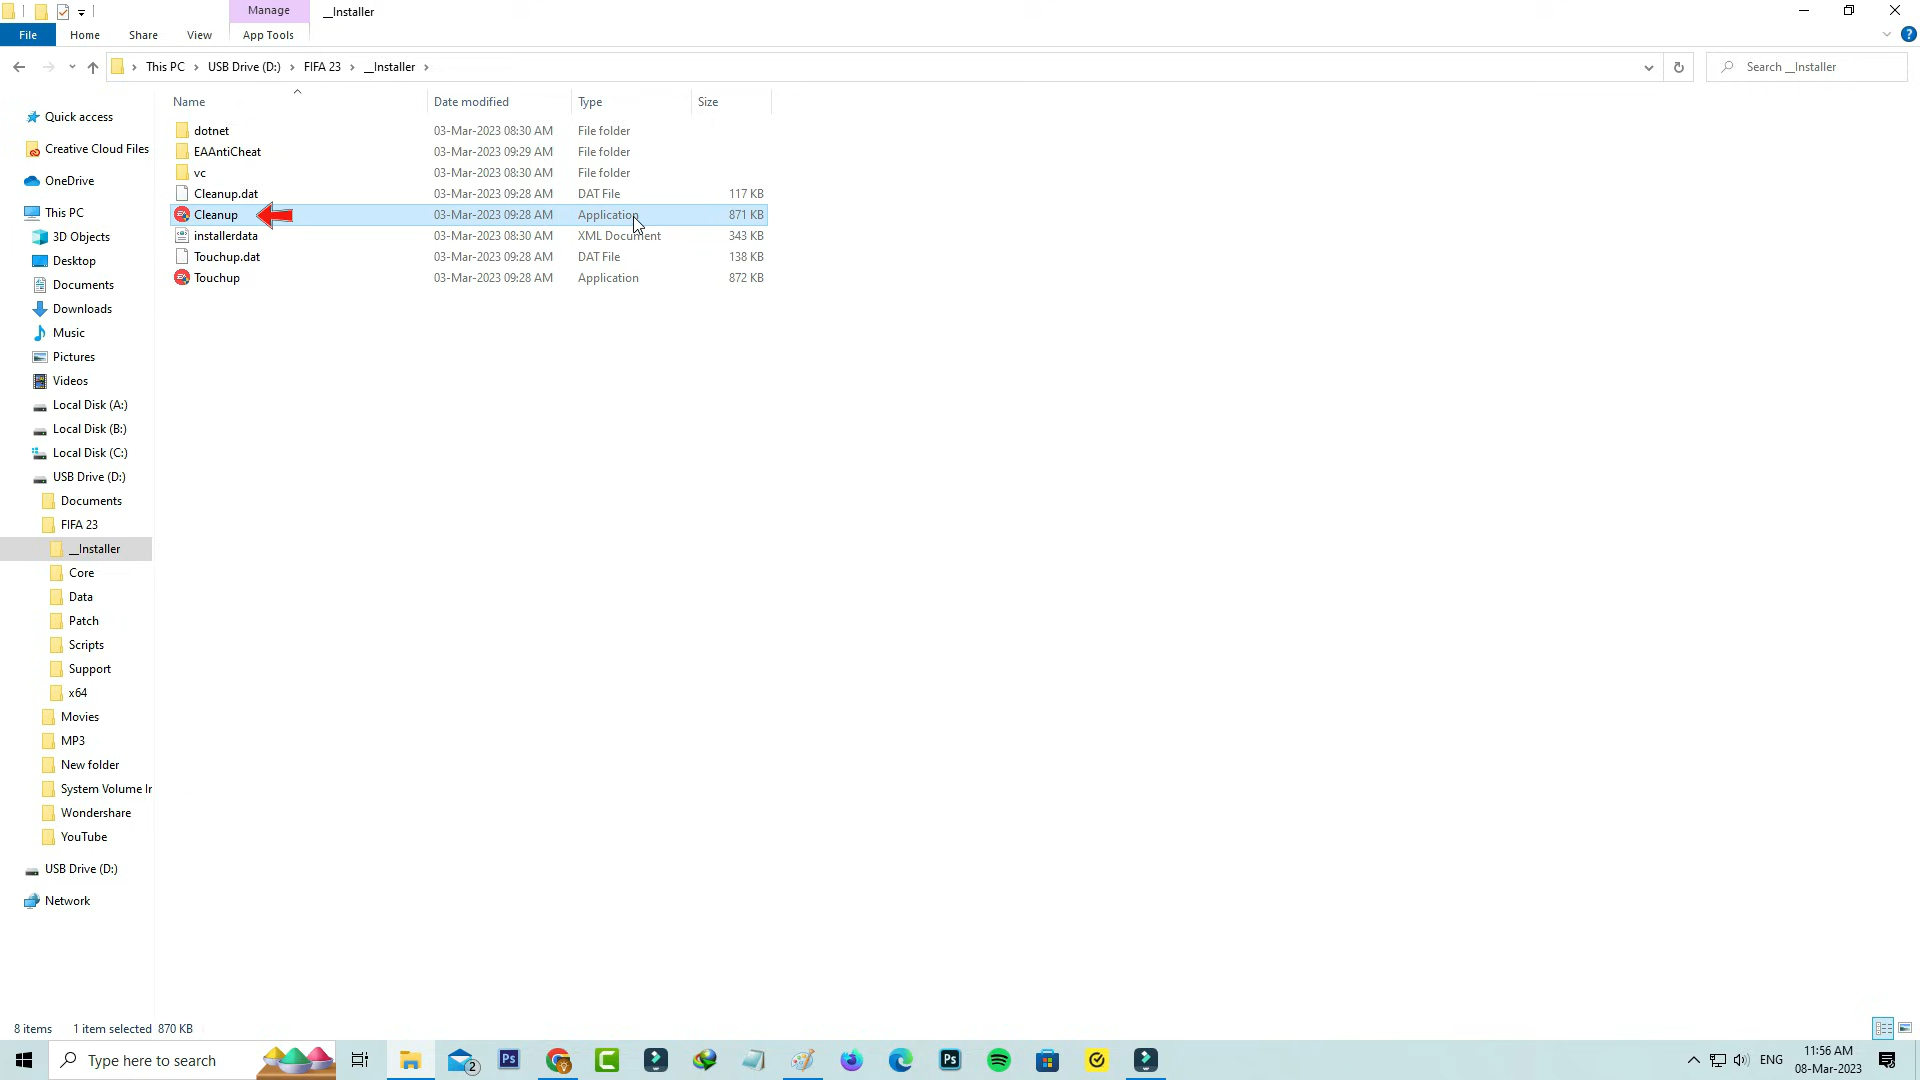 Manage
__Installer
File
Home
Share
View
App Tools
?
This PC
USB Drive (D:)
FIFA 23
__Installer
Search __Installer
Name
Date modified
Type
Size
dotnet 03-Mar-2023 08:30 AM File folder
EAAntiCheat 03-Mar-2023 09:29 AM File folder
vc 03-Mar-2023 08:30 AM File folder
Cleanup.dat 03-Mar-2023 09:28 AM DAT File 117 KB
Cleanup 03-Mar-2023 09:28 AM Application 871 KB
installerdata 03-Mar-2023 08:30 AM XML Document 343 KB
Touchup.dat 03-Mar-2023 09:28 AM DAT File 138 KB
Touchup 03-Mar-2023 09:28 AM Application 872 KB
Quick access
Creative Cloud Files
OneDrive
This PC
3D Objects
Desktop
Documents
Downloads
Music
Pictures
Videos
Local Disk (A:)
Local Disk (B:)
Local Disk (C:)
USB Drive (D:)
Documents
FIFA 23
__Installer
Core
Data
Patch
Scripts
Support
x64
Movies
MP3
New folder
System Volume Ir
Wondershare
YouTube
USB Drive (D:)
Network
8 items
1 item selected 870 KB
Type here to search
2
Ps
Ps
ENG
11:56 AM
08-Mar-2023